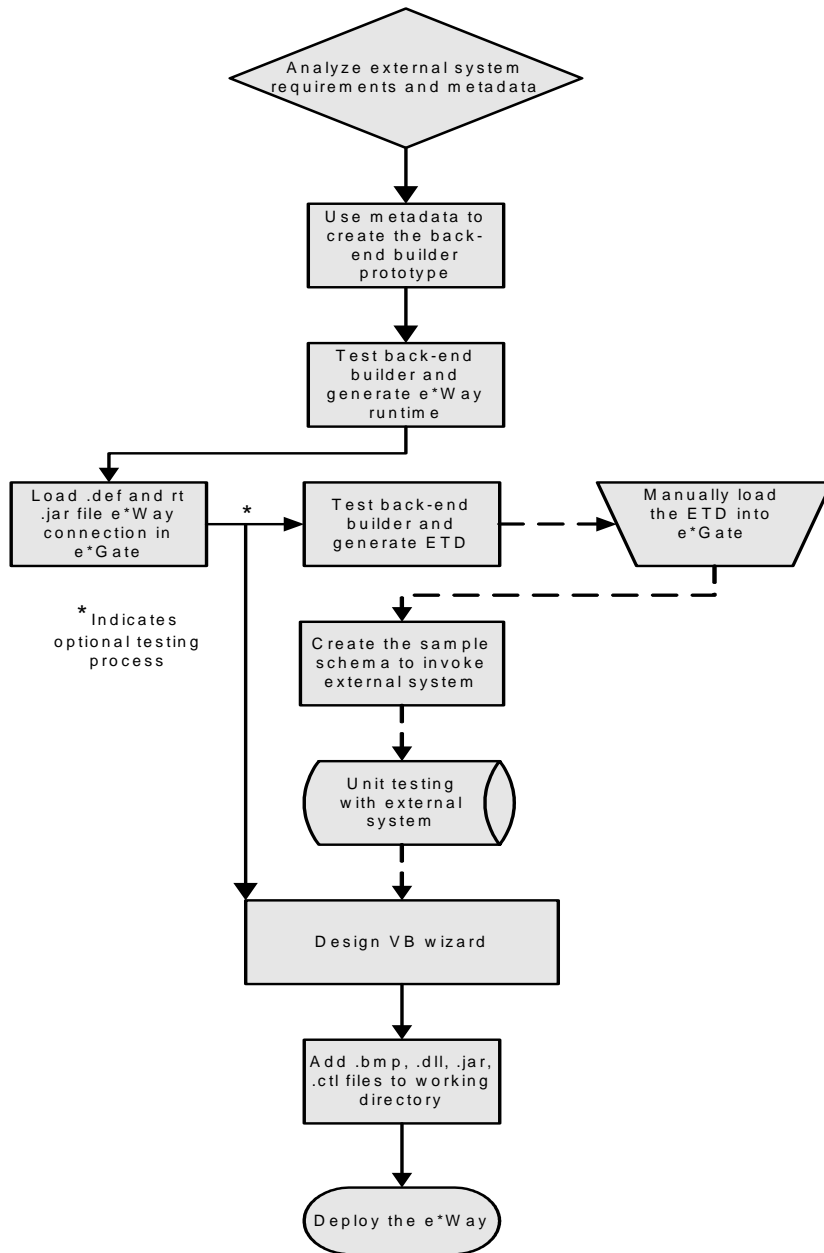 Analyze external system
requirements and metadata
Use metadata to
create the back-
end builder
prototype
Test back-end
builder and
generate e*Way
runtime
Load .def and rt
.jar file e*Way
connection in
e*Gate
*
Test back-end
builder and
generate ETD
Manually load
the ETD into
e*Gate
*Indicates
optional testing
process
Create the sample
schema to invoke
external system
Unit testing
with external
system
Design VB wizard
Add .bmp, .dll, .jar,
.ctl files to working
directory
Deploy the e*Way